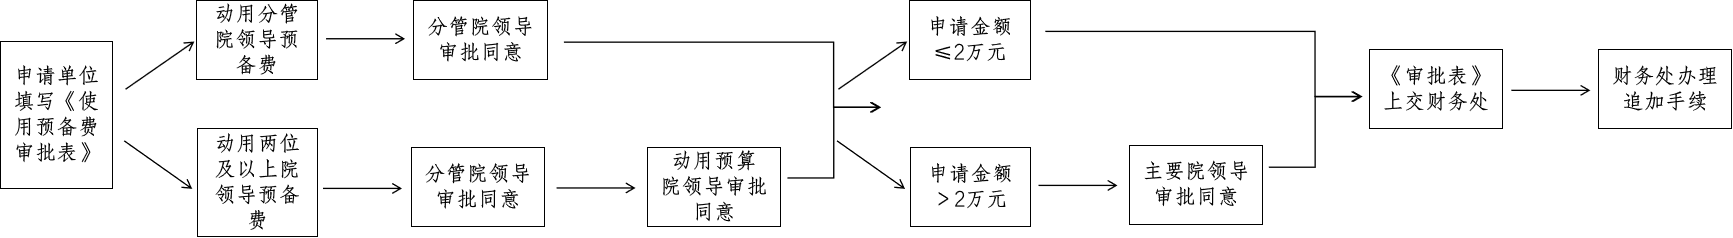 申请单位
填写《使
用预备费
审批表》
动用分管
院领导预
备费
分管院领导
审批同意
动用两位
及以上院
领导预备
费
分管院领导
审批同意
动用预算
院领导审批
同意
申请金额
≤2万元
申请金额
>2万元
主要院领导
审批同意
《审批表》
上交财务处
财务处办理
追加手续